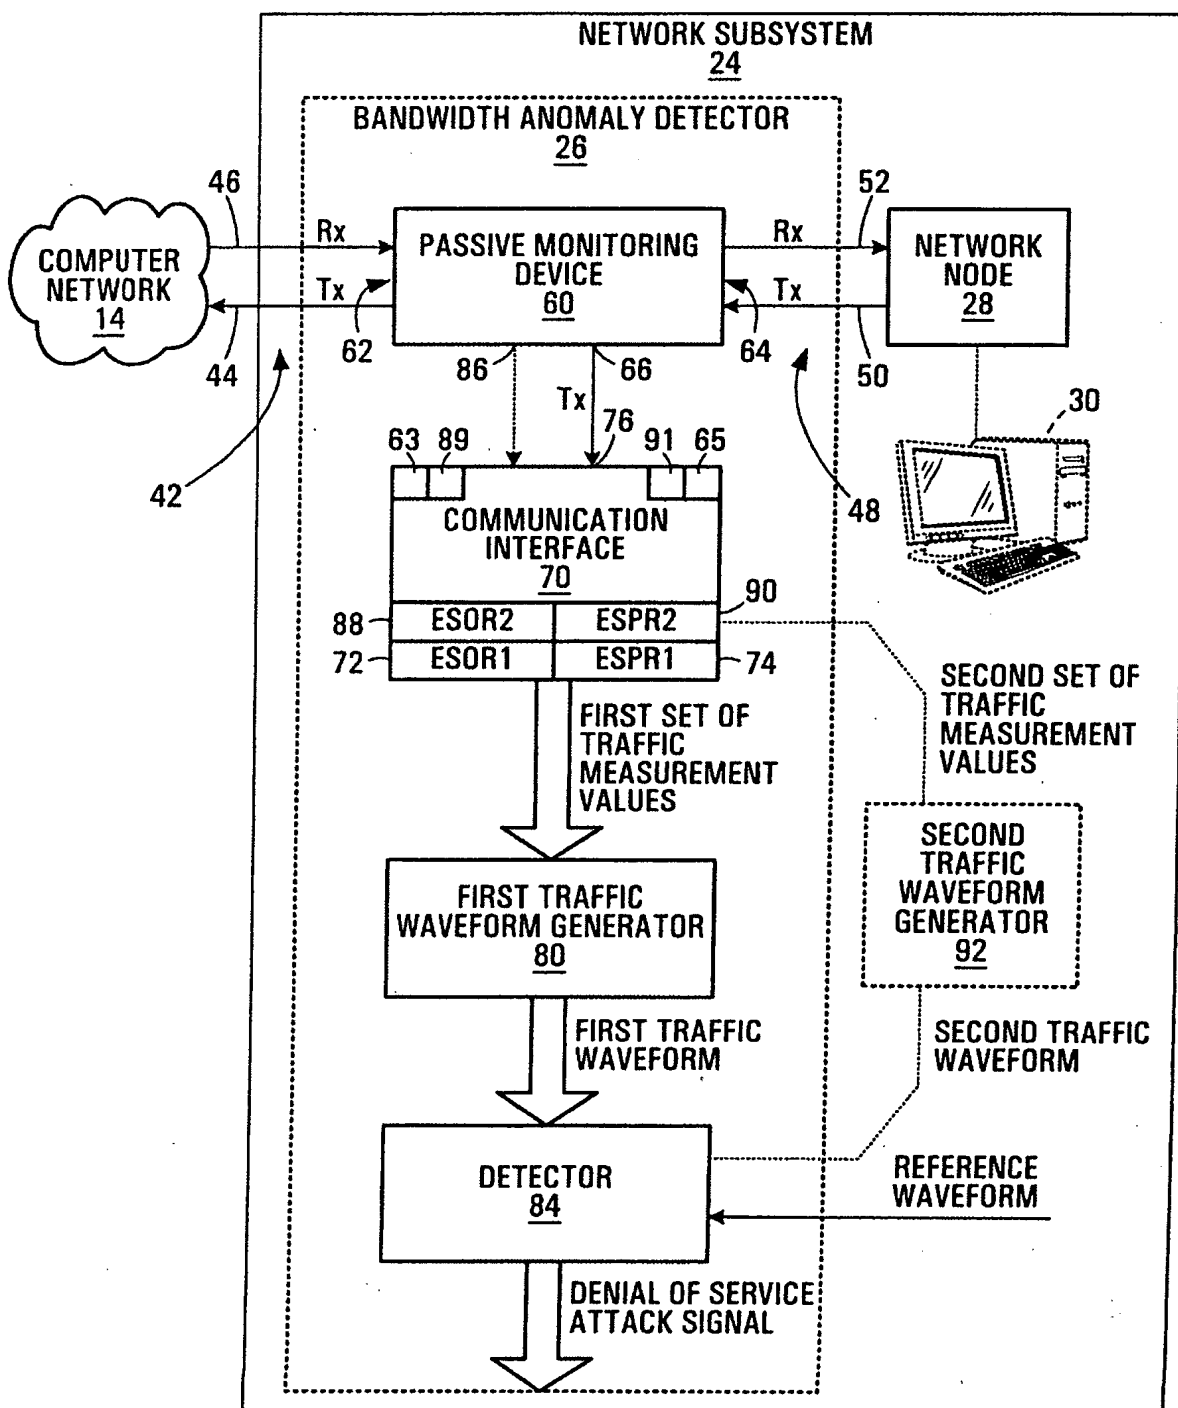 NETWORK SUBSYSTEM
24
BANDWIDTH ANOMALY DETECTOR
26
46
52
Rx
Rx
COMPUTER
NETWORK
14
PASSIVE MONITORING
DEVICE
60
NETWORK
NODE
28
Tx
Tx
44
62
86
66
64
50
Tx
76
30
63
89
91
65
42
48
COMMUNICATION
INTERFACE
70
90
88
ESOR2
ESPR2
72
ESOR1
ESPR1
74
FIRST SET OF
TRAFFIC
MEASUREMENT
VALUES
SECOND SET OF
TRAFFIC
MEASUREMENT
VALUES
SECOND
TRAFFIC
WAVEFORM
GENERATOR
92
FIRST TRAFFIC
WAVEFORM GENERATOR
80
FIRST TRAFFIC
WAVEFORM
SECOND TRAFFIC
WAVEFORM
DETECTOR
84
REFERENCE
WAVEFORM
DENIAL OF SERVICE
ATTACK SIGNAL